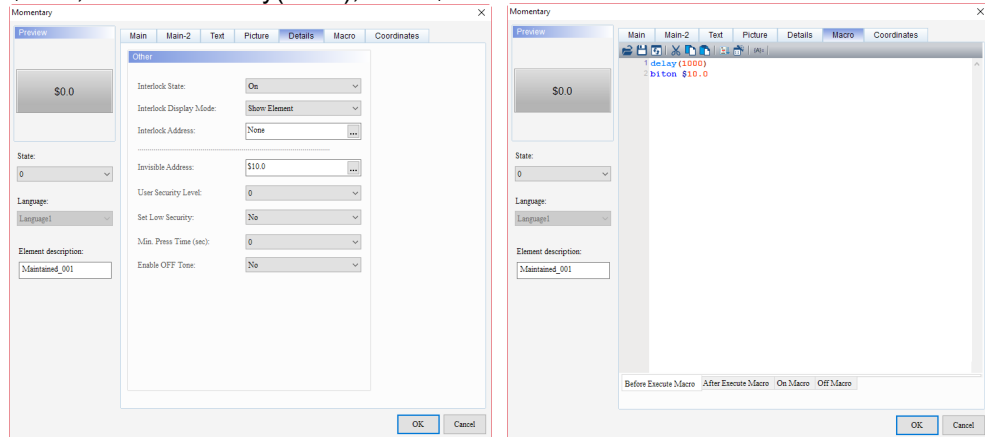 Momentary
Preview
$0.0
State:
0
Language:
Language1
Element description:
Maintained_001
Main Main-2 Text Picture Details Macro Coordinates
Other
Interlock State: On
Interlock Display Mode: Show Element
Interlock Address: None ...
Invisible Address: $10.0 ...
User Security Level: 0
Set Low Security: No
Min. Press Time (sec): 0
Enable OFF Tone: No
OK Cancel
Momentary
Preview
$0.0
State:
0
Language:
Language1
Element description:
Maintained_001
Main Main-2 Text Picture Details Macro Coordinates
1 delay(1000)
2 biton $10.0
Before Execute Macro After Execute Macro On Macro Off Macro
OK Cancel